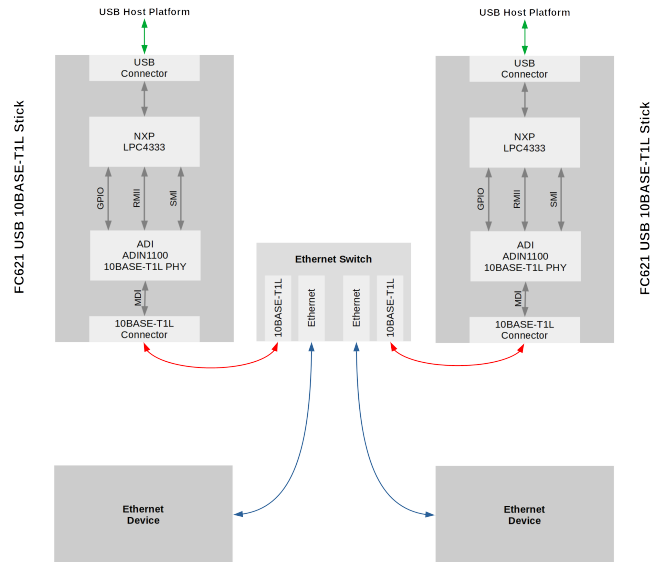 USB Host Platform
USB
Connector
NXP
LPC4333
GPIO
RMII
SMI
ADI
ADIN1100
10BASE-T1L PHY
MDI
10BASE-T1L
Connector
FC621 USB 10BASE-T1L Stick
Ethernet Switch
10BASE-T1L
Ethernet
Ethernet
10BASE-T1L
USB Host Platform
USB
Connector
NXP
LPC4333
GPIO
RMII
SMI
ADI
ADIN1100
10BASE-T1L PHY
MDI
10BASE-T1L
Connector
FC621 USB 10BASE-T1L Stick
Ethernet
Device
Ethernet
Device